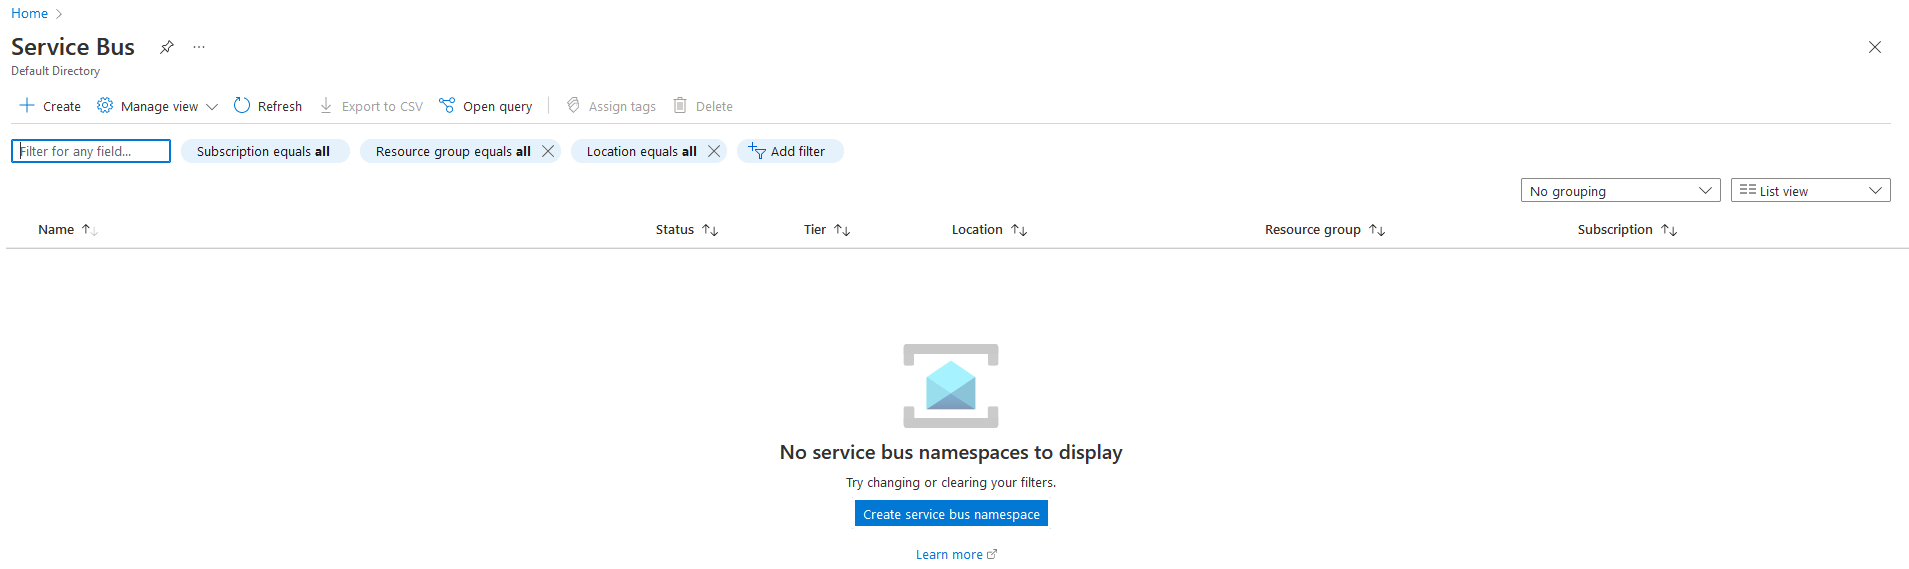 Home
Service Bus
Default Directory
Create Manage view Refresh Export to CSV Open query Assign tags Delete
Filter for any field... Subscription equals all Resource group equals all Location equals all Add filter
No grouping List view
Name Status Tier Location Resource group Subscription
No service bus namespaces to display
Try changing or clearing your filters.
Create service bus namespace
Learn more